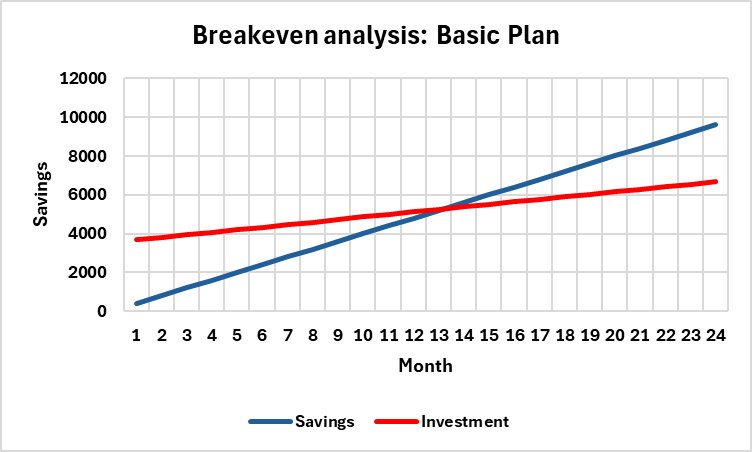 Breakeven analysis: Basic Plan
12000
10000
8000
6000
4000
2000
0
Savings
1 2 3 4 5 6 7 8 9 10 11 12 13 14 15 16 17 18 19 20 21 22 23 24
Month
Savings Investment